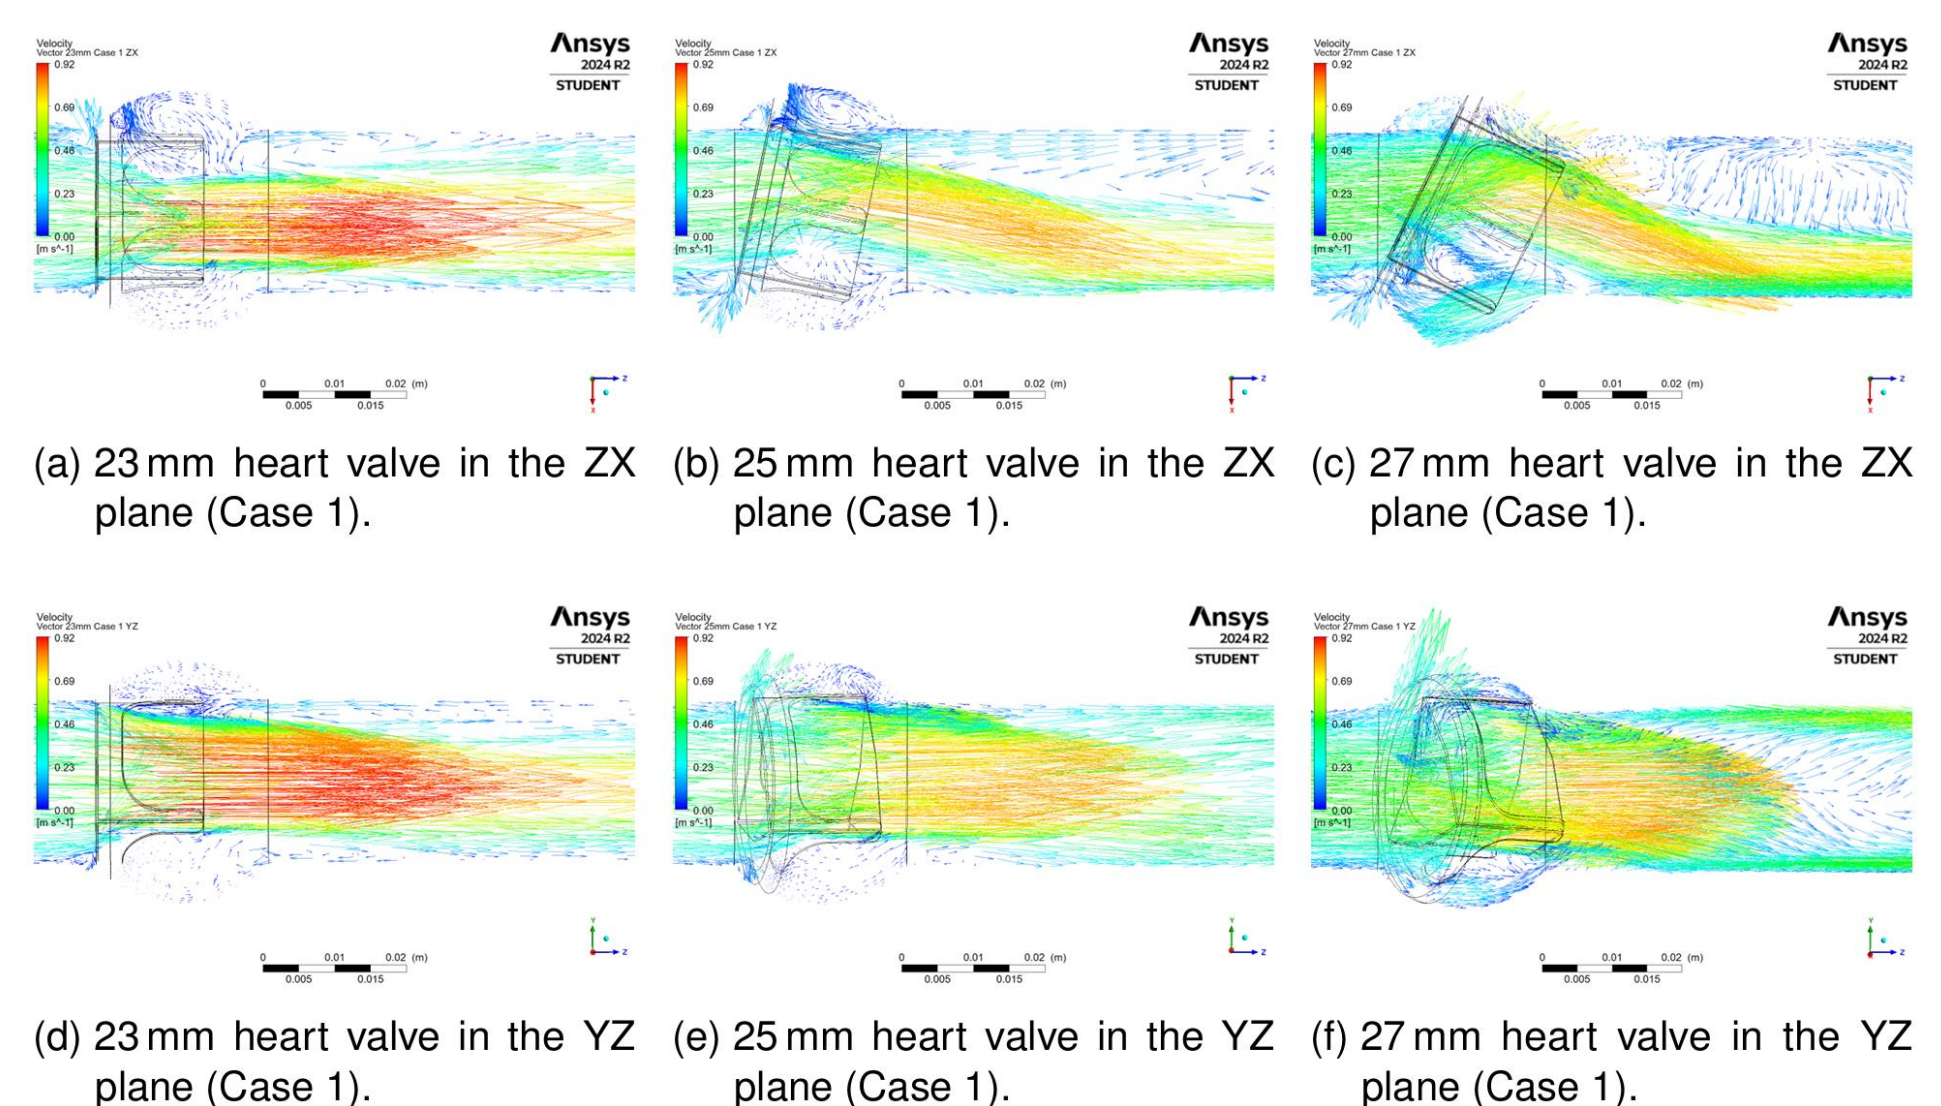 Velocity
Vector 23mm Case 1 ZX
0.92
0.69
0.46
0.23
0.00
[m s^-1]
Ansys
2024 R2
STUDENT
0 0.01 0.02 (m)
0.005 0.015
Z
X
(a) 23 mm heart valve in the ZX
plane (Case 1).
Velocity
Vector 25mm Case 1 ZX
0.92
0.69
0.46
0.23
0.00
[m s^-1]
Ansys
2024 R2
STUDENT
0 0.01 0.02 (m)
0.005 0.015
Z
X
(b) 25 mm heart valve in the ZX
plane (Case 1).
Velocity
Vector 27mm Case 1 ZX
0.92
0.69
0.46
0.23
0.00
[m s^-1]
Ansys
2024 R2
STUDENT
0 0.01 0.02 (m)
0.005 0.015
Z
X
(c) 27 mm heart valve in the ZX
plane (Case 1).
Velocity
Vector 23mm Case 1 YZ
0.92
0.69
0.46
0.23
0.00
[m s^-1]
Ansys
2024 R2
STUDENT
0 0.01 0.02 (m)
0.005 0.015
Y
Z
(d) 23 mm heart valve in the YZ
plane (Case 1).
Velocity
Vector 25mm Case 1 YZ
0.92
0.69
0.46
0.23
0.00
[m s^-1]
Ansys
2024 R2
STUDENT
0 0.01 0.02 (m)
0.005 0.015
Y
Z
(e) 25 mm heart valve in the YZ
plane (Case 1).
Velocity
Vector 27mm Case 1 YZ
0.92
0.69
0.46
0.23
0.00
[m s^-1]
Ansys
2024 R2
STUDENT
0 0.01 0.02 (m)
0.005 0.015
Y
Z
(f) 27 mm heart valve in the YZ
plane (Case 1).